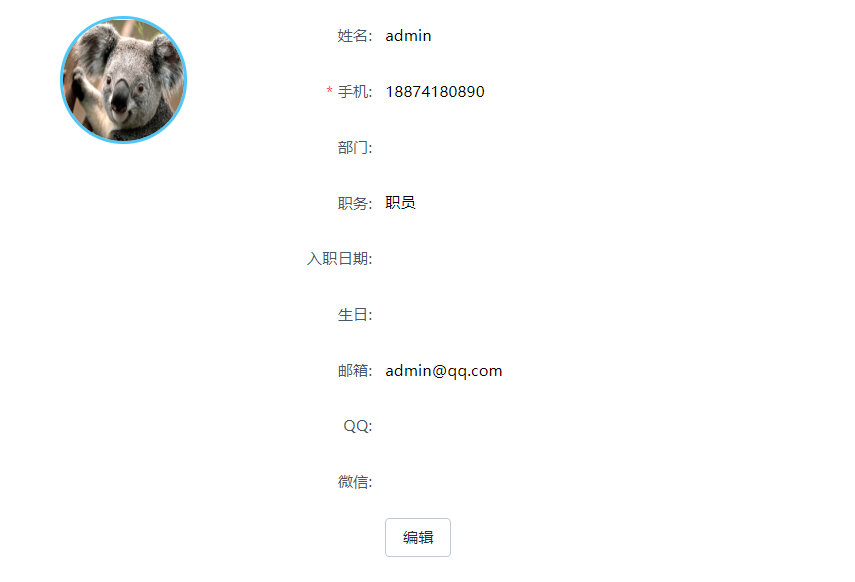 姓名: admin
* 手机: 18874180890
部门:
职务: 职员
入职日期:
生日:
邮箱: admin@qq.com
QQ:
微信:
编辑